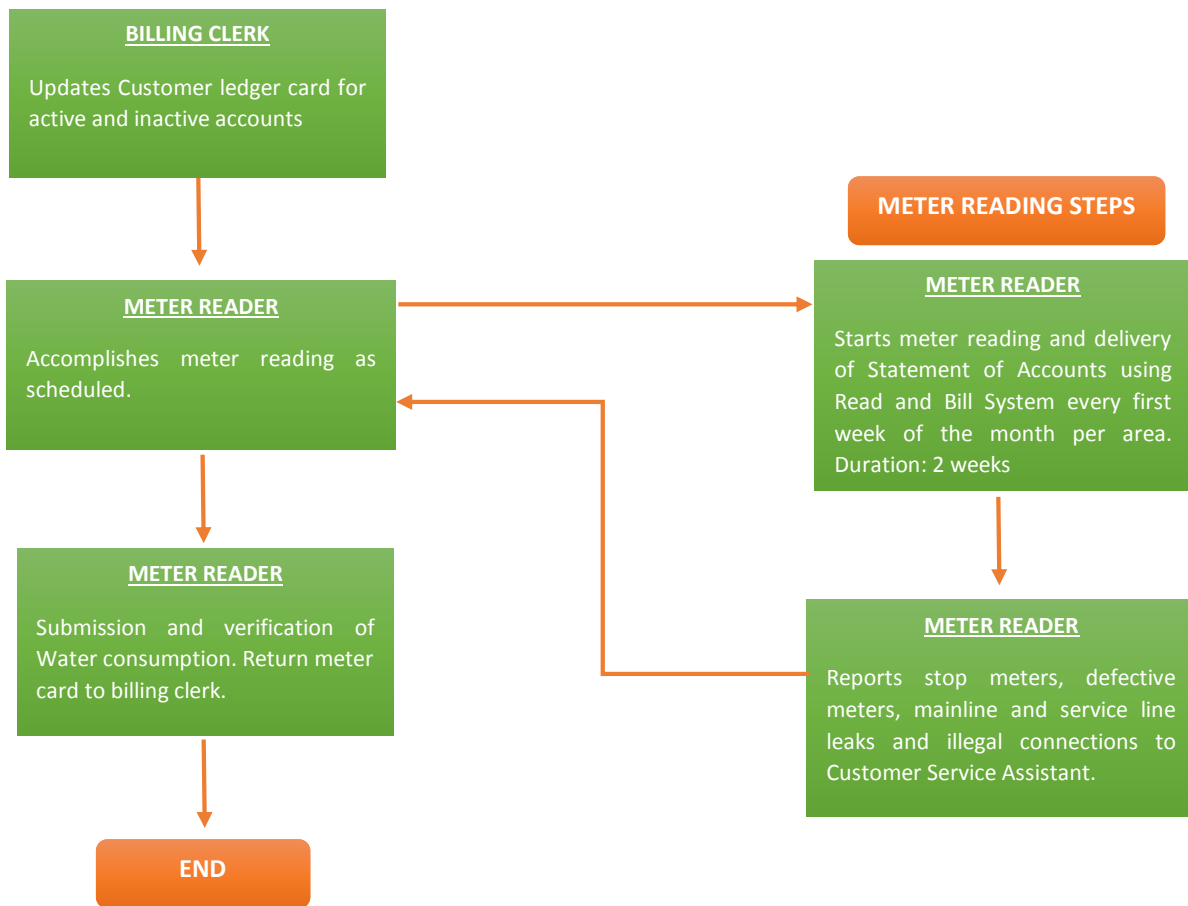 BILLING CLERK
Updates Customer ledger card for
active and inactive accounts
METER READER
Accomplishes meter reading as
scheduled.
METER READER
Submission and verification of
Water consumption. Return meter
card to billing clerk.
END
METER READING STEPS
METER READER
Starts meter reading and delivery
of Statement of Accounts using
Read and Bill System every first
week of the month per area.
Duration: 2 weeks
METER READER
Reports stop meters, defective
meters, mainline and service line
leaks and illegal connections to
Customer Service Assistant.